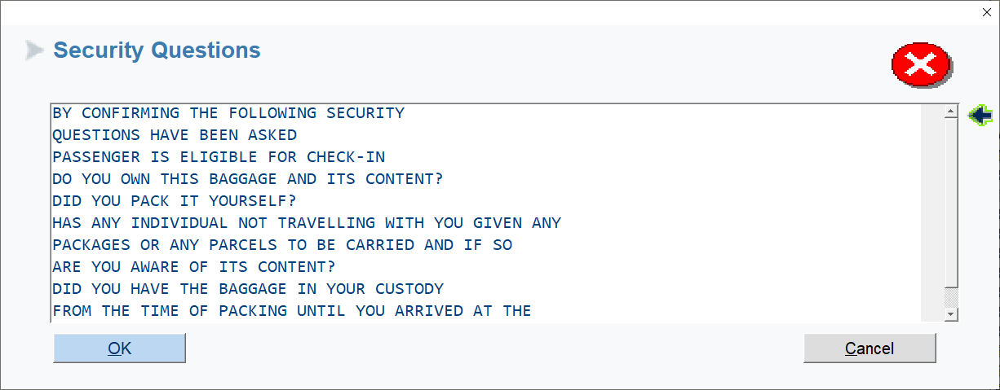 Security Questions
BY CONFIRMING THE FOLLOWING SECURITY
QUESTIONS HAVE BEEN ASKED
PASSENGER IS ELIGIBLE FOR CHECK-IN
DO YOU OWN THIS BAGGAGE AND ITS CONTENT?
DID YOU PACK IT YOURSELF?
HAS ANY INDIVIDUAL NOT TRAVELLING WITH YOU GIVEN ANY
PACKAGES OR ANY PARCELS TO BE CARRIED AND IF SO
ARE YOU AWARE OF ITS CONTENT?
DID YOU HAVE THE BAGGAGE IN YOUR CUSTODY
FROM THE TIME OF PACKING UNTIL YOU ARRIVED AT THE
OK
Cancel